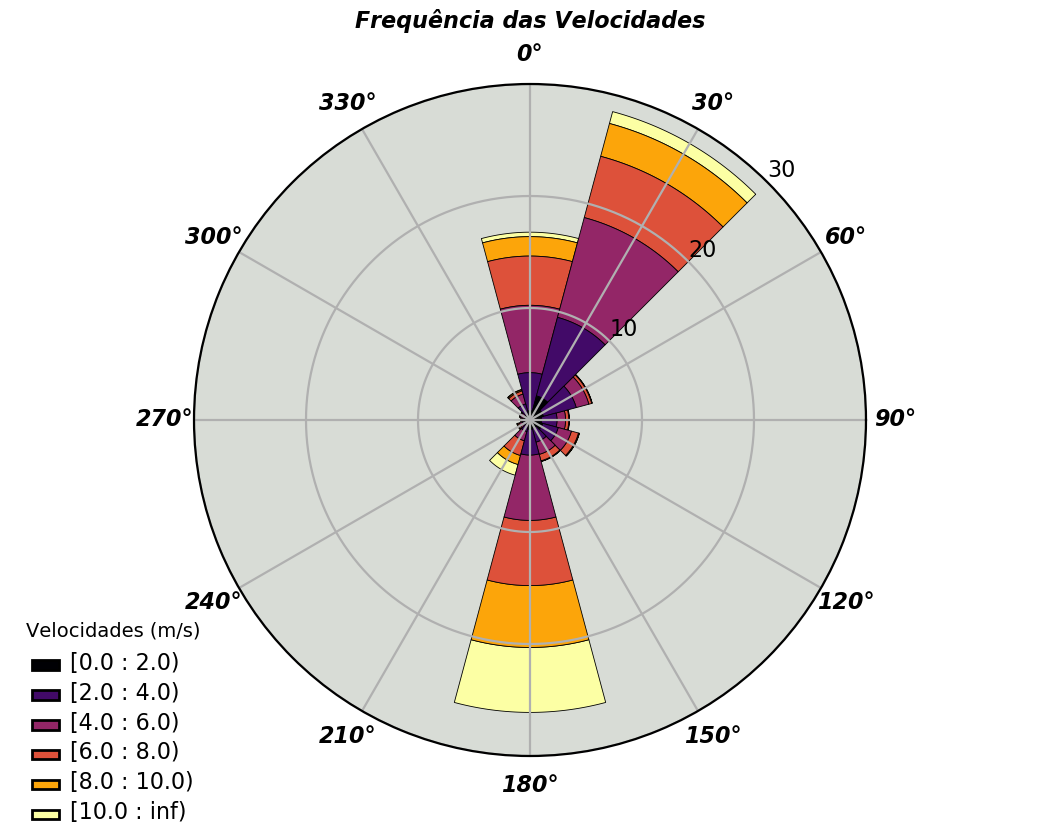 Frequência das Velocidades
0°
330°
30°
30
300°
60°
20
10
270°
90°
240°
120°
210°
150°
180°
Velocidades (m/s)
[0.0 : 2.0)
[2.0 : 4.0)
[4.0 : 6.0)
[6.0 : 8.0)
[8.0 : 10.0)
[10.0 : inf)